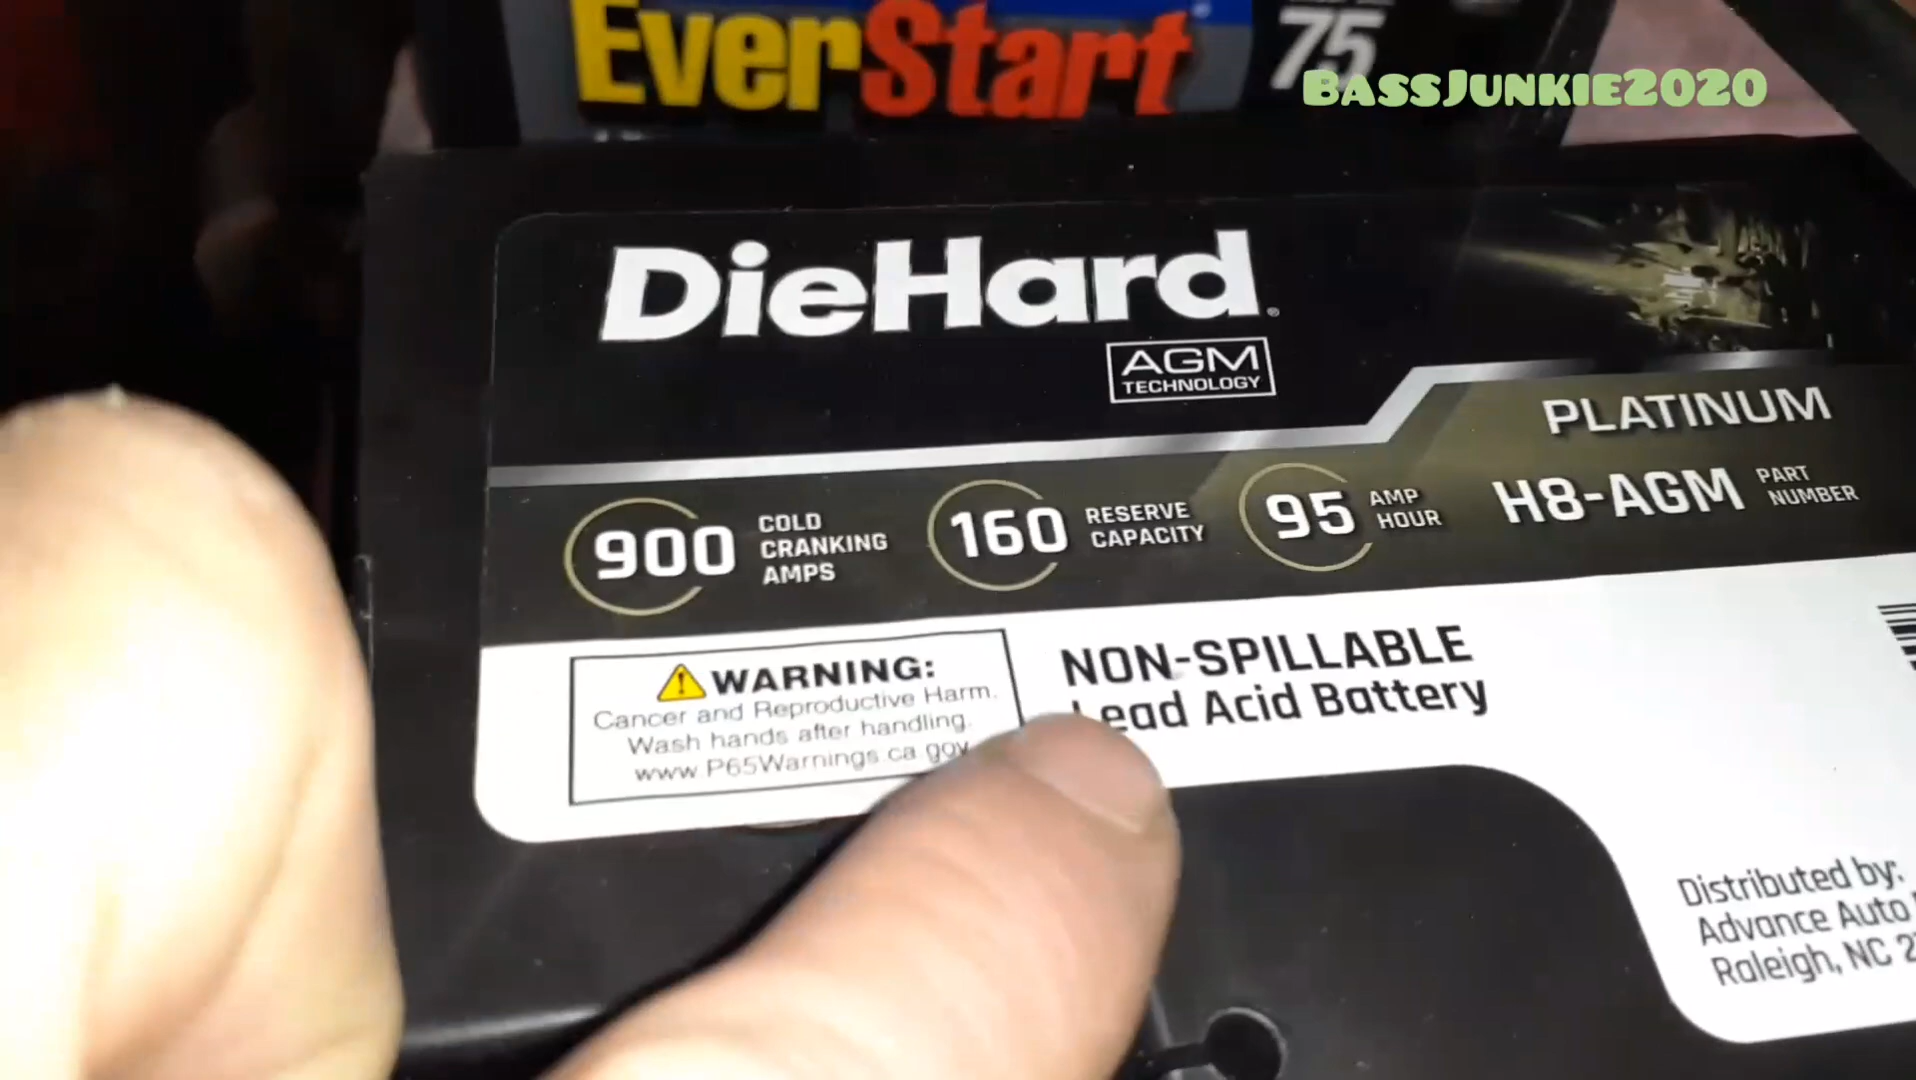 EverStart
75
BassJunkie2020
DieHard
AGM
TECHNOLOGY
PLATINUM
900 COLD
CRANKING
AMPS
160 RESERVE
CAPACITY
95 AMP
HOUR
H8-AGM PART
NUMBER
WARNING:
Cancer and Reproductive Harm.
Wash hands after handling.
www.P65Warnings.ca.gov
NON-SPILLABLE
Lead Acid Battery
Distributed by:
Advance Auto
Raleigh, NC